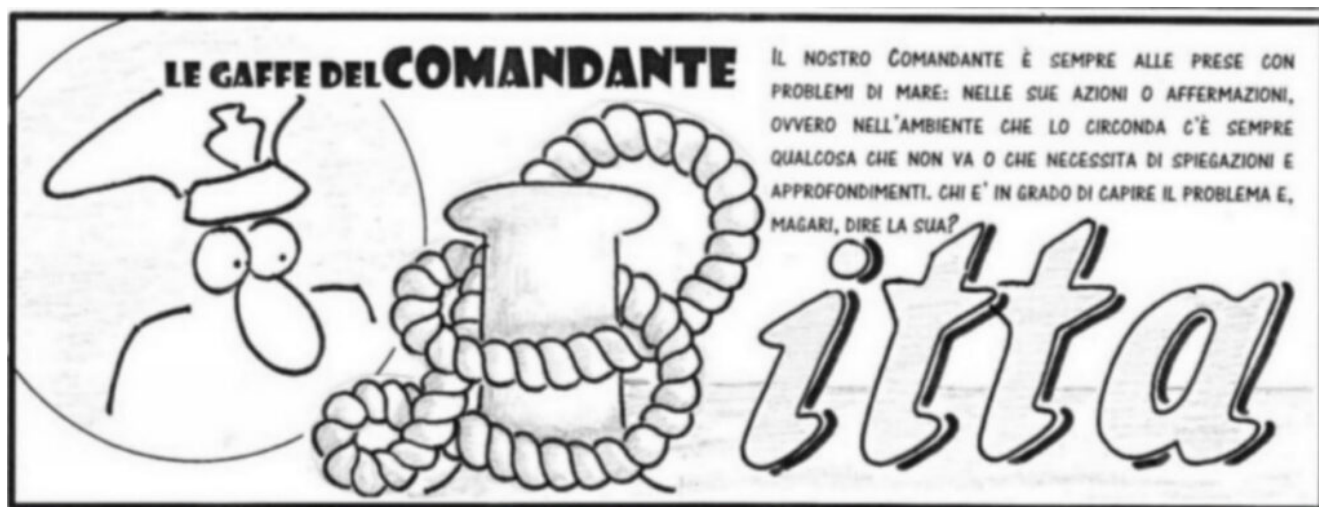 LE GAFFE DEL COMANDANTE
IL NOSTRO COMANDANTE È SEMPRE ALLE PRESE CON
PROBLEMI DI MARE: NELLE SUE AZIONI O AFFERMAZIONI,
OVVERO NELL'AMBIENTE CHE LO CIRCONDA C'È SEMPRE
QUALCOSA CHE NON VA O CHE NECESSITA DI SPIEGAZIONI E
APPROFONDIMENTI. CHI E' IN GRADO DI CAPIRE IL PROBLEMA E,
MAGARI, DIRE LA SUA?
Bitta